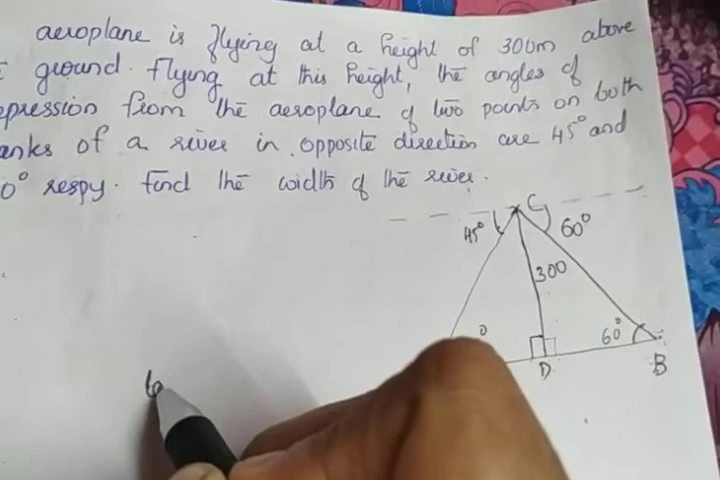 aeroplane is flying at a height of 300m above
ground. flying at this height, the angles of
pression from the aeroplane of two points on both
anks of a river in opposite direction are 45° and
0° respy. Find the width of the river.
C
45°
60°
300
60°
D
B